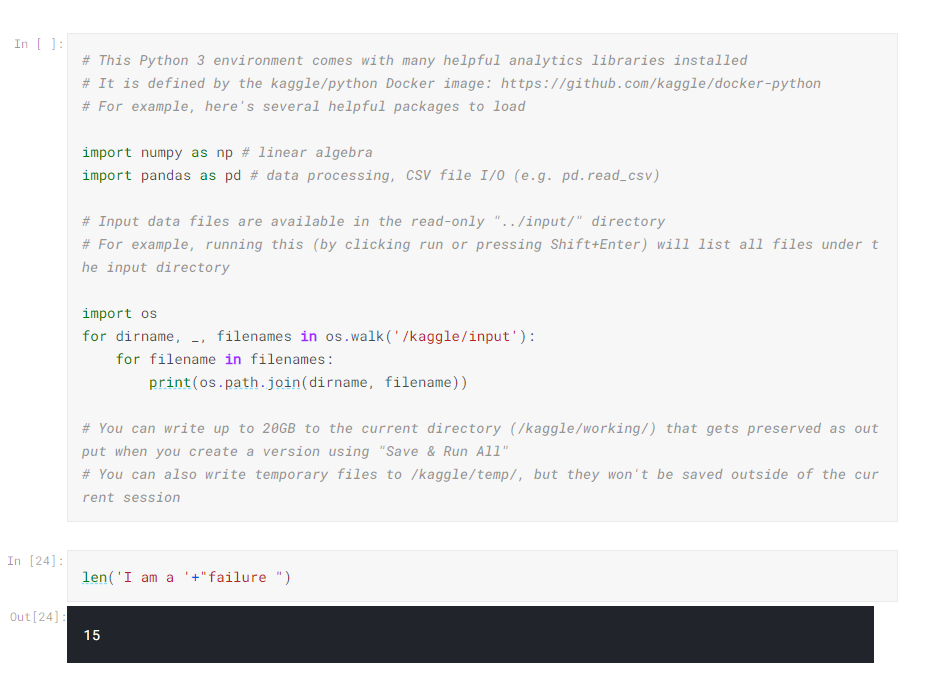 In [ ]:
# This Python 3 environment comes with many helpful analytics libraries installed
# It is defined by the kaggle/python Docker image: https://github.com/kaggle/docker-python
# For example, here's several helpful packages to load
import numpy as np # linear algebra
import pandas as pd # data processing, CSV file I/O (e.g. pd.read_csv)
# Input data files are available in the read-only "../input/" directory
# For example, running this (by clicking run or pressing Shift+Enter) will list all files under t
he input directory
import os
for dirname, _, filenames in os.walk('/kaggle/input'):
    for filename in filenames:
        print(os.path.join(dirname, filename))
# You can write up to 20GB to the current directory (/kaggle/working/) that gets preserved as out
put when you create a version using "Save & Run All"
# You can also write temporary files to /kaggle/temp/, but they won't be saved outside of the cur
rent session
In [24]:
len('I am a '+"failure ")
Out[24]:
15